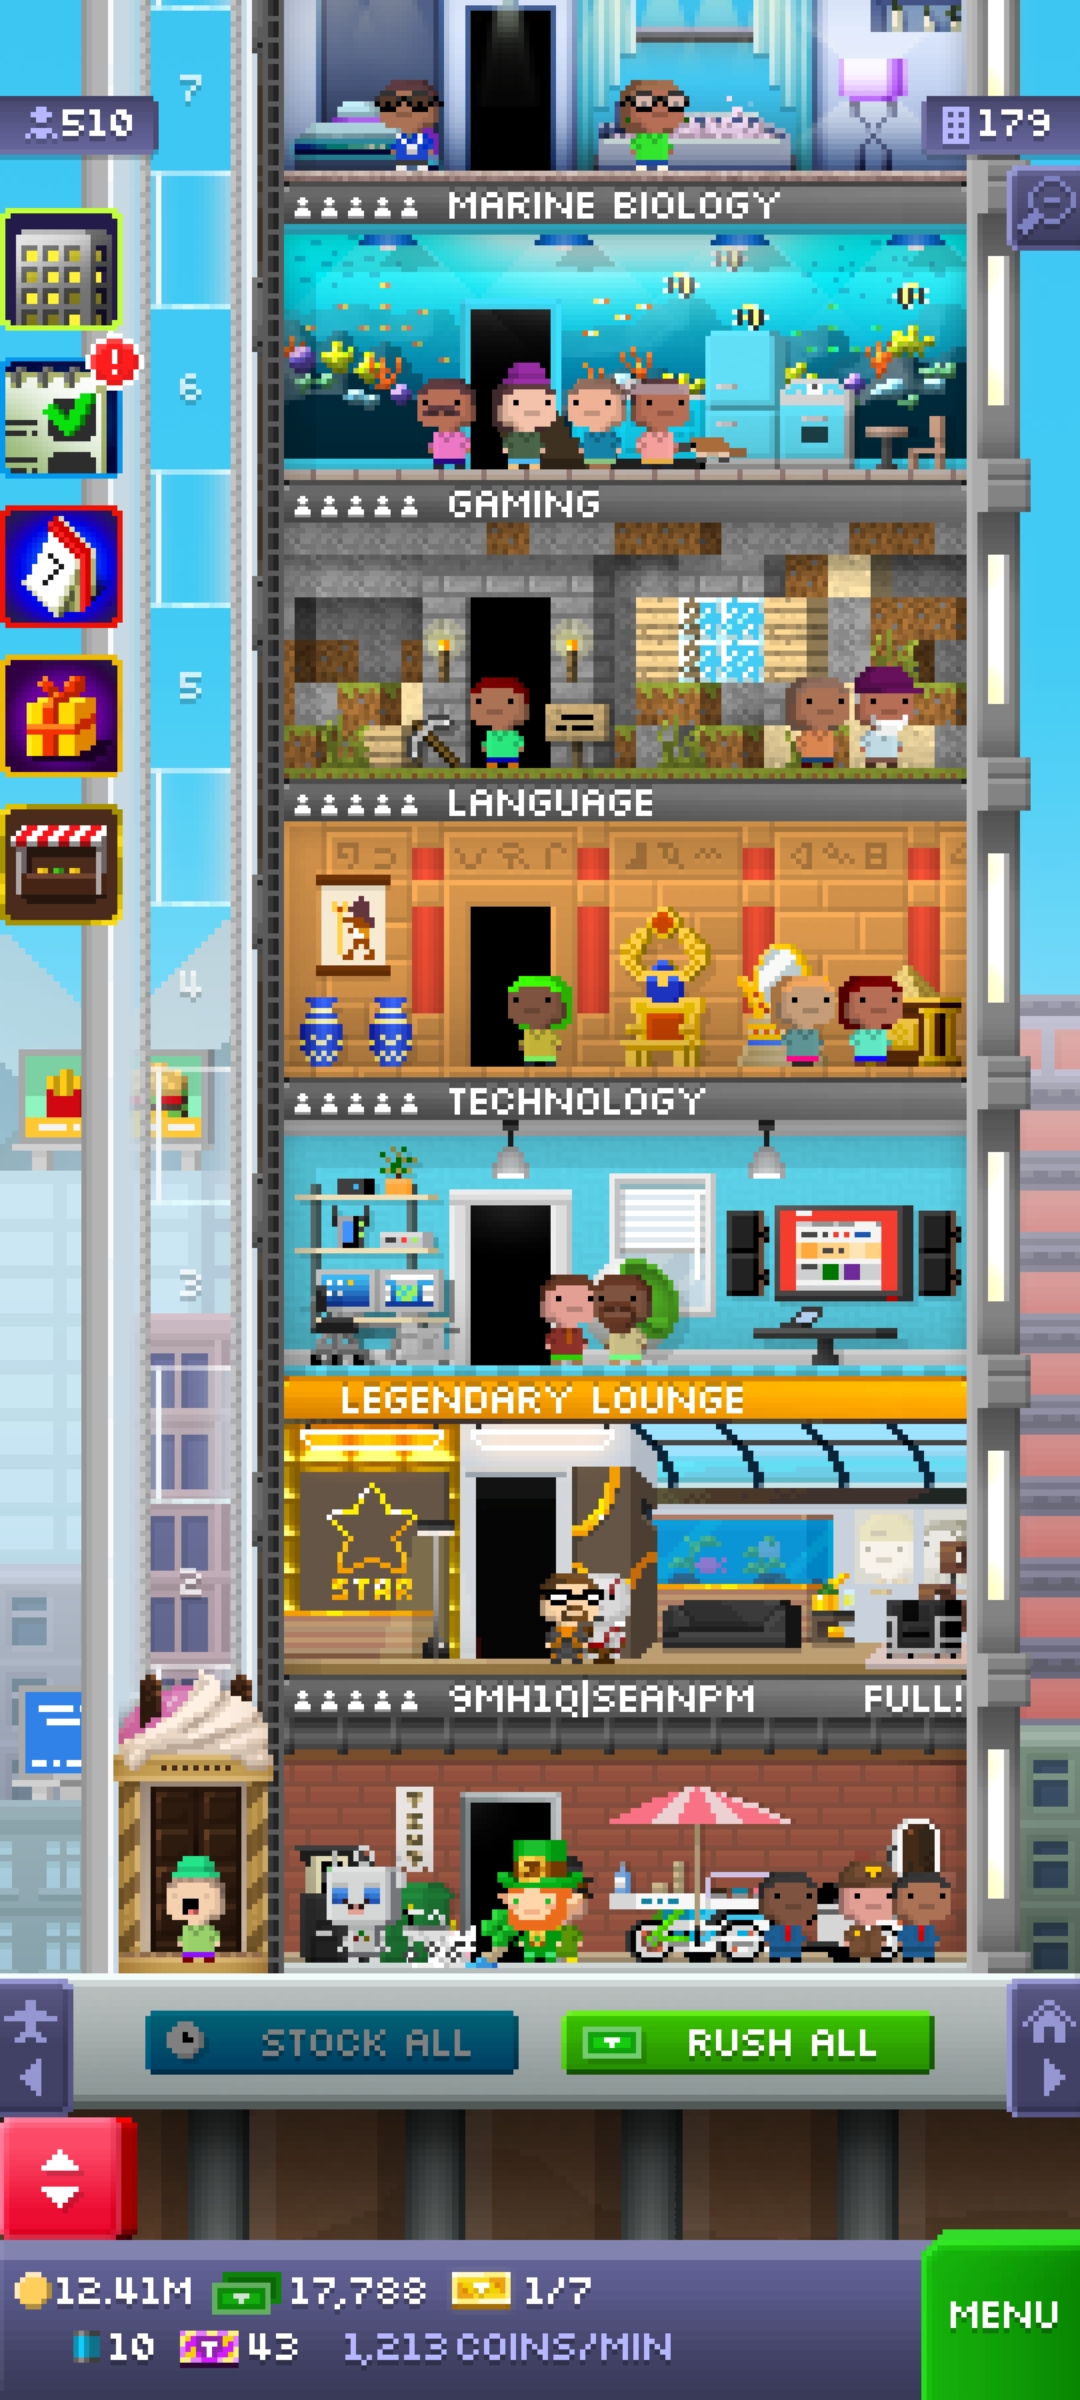 7
510
179
MARINE BIOLOGY
6
GAMING
5
LANGUAGE
4
TECHNOLOGY
3
LEGENDARY LOUNGE
STAR
2
9MH1Q|SEANPM FULL!
STOCK ALL
RUSH ALL
12.41M 17,788 1/7
10 43 1,213 COINS/MIN
MENU